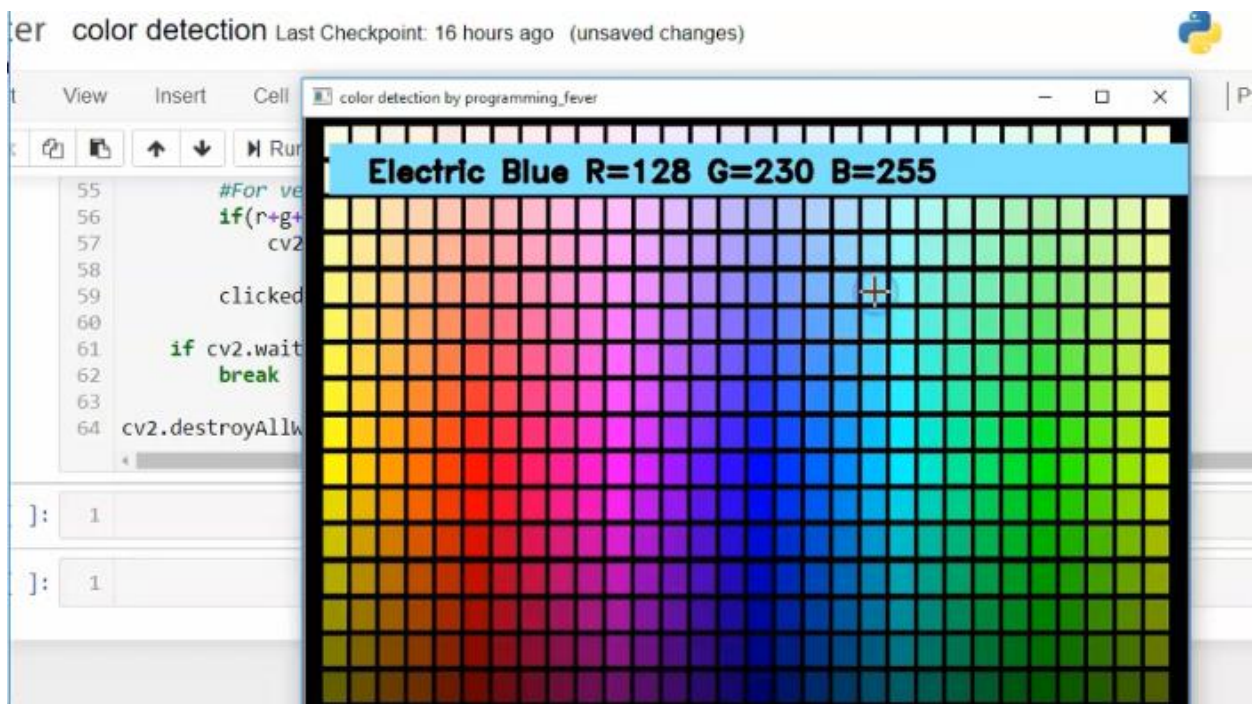 er color detection Last Checkpoint: 16 hours ago (unsaved changes)
t View Insert Cell
color detection by programming_fever
P
Run
Electric Blue R=128 G=230 B=255
55 #For ve
56 if(r+g+
57 cv2
58
59 clicked
60
61 if cv2.wait
62 break
63
64 cv2.destroyAllW
]: 1
]: 1